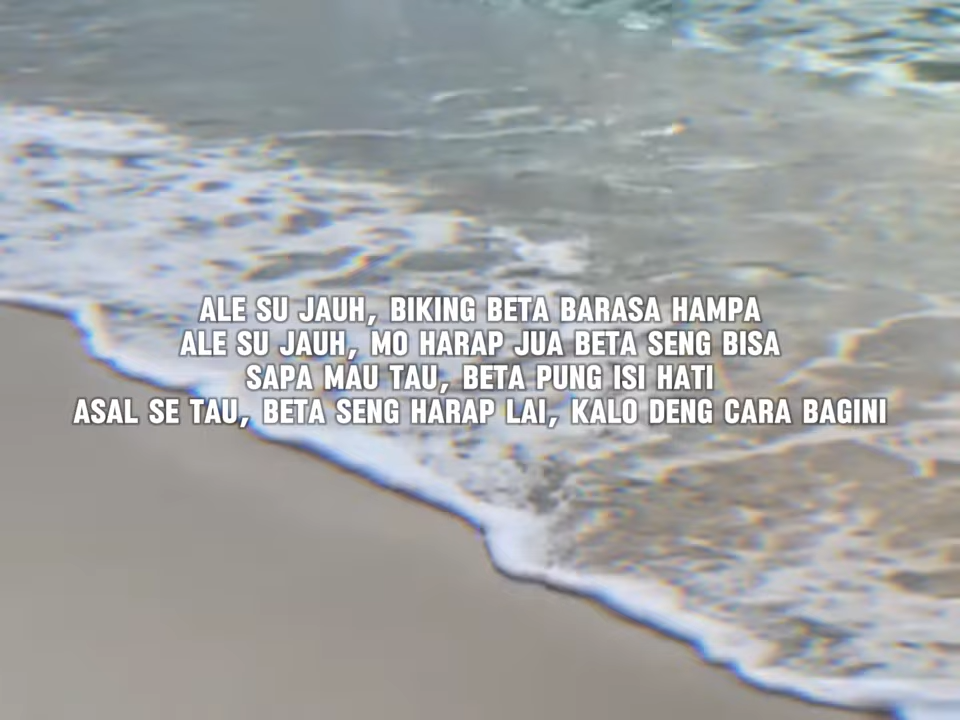 ALE SU JAUH, BIKING BETA BARASA HAMPA
ALE SU JAUH, MO HARAP JUA BETA SENG BISA
SAPA MAU TAU, BETA PUNG ISI HATI
ASAL SE TAU, BETA SENG HARAP LAI, KALO DENG CARA BAGINI